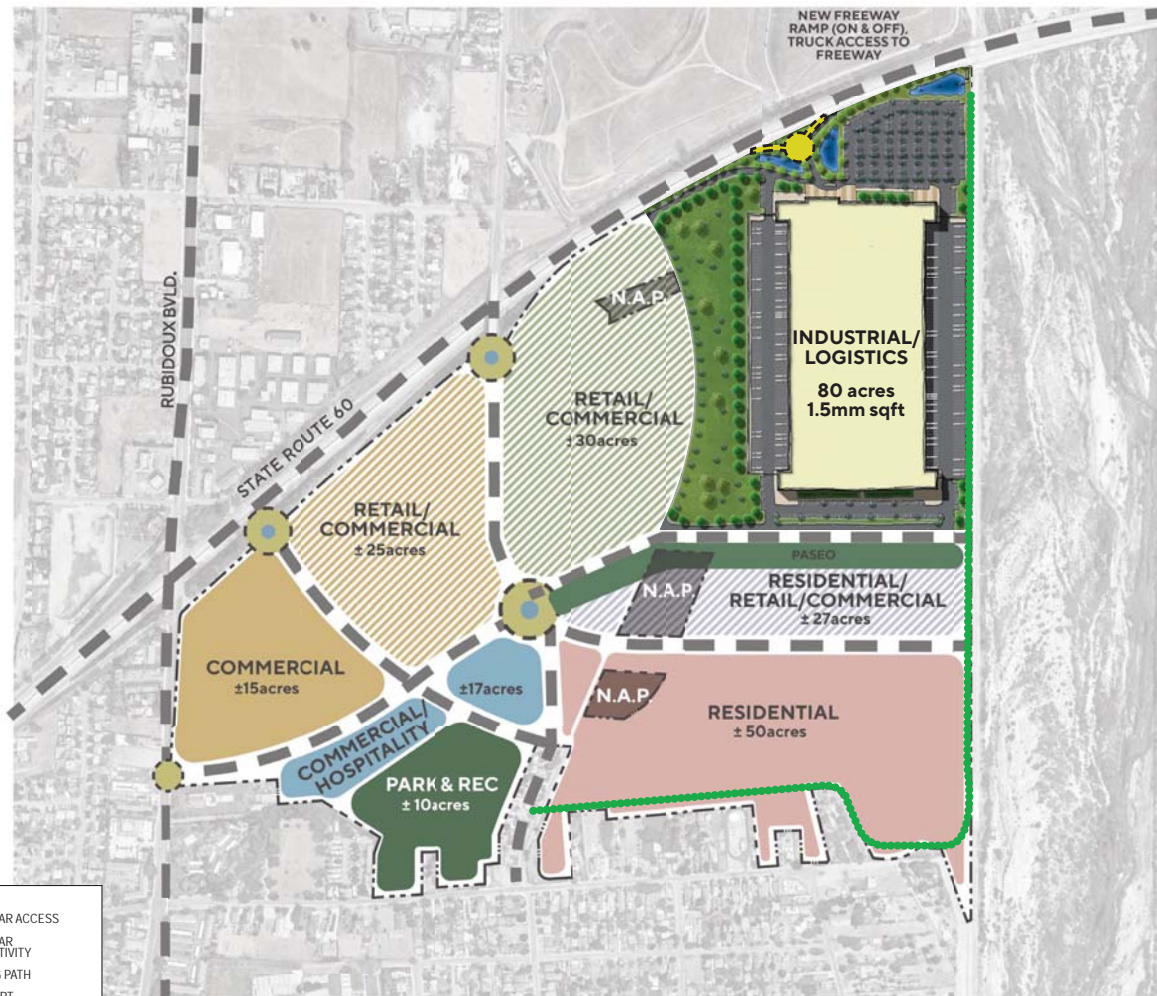 NEW FREEWAY
RAMP (ON & OFF).
TRUCK ACCESS TO
FREEWAY
RUBIDOUX BVLD.
STATE ROUTE 60
N.A.P.
INDUSTRIAL/
LOGISTICS
80 acres
1.5mm sqft
RETAIL/
COMMERCIAL
±30acres
RETAIL/
COMMERCIAL
± 25acres
PASEO
N.A.P.
RESIDENTIAL/
RETAIL/COMMERCIAL
± 27acres
COMMERCIAL
±15acres
±17acres
N.A.P.
RESIDENTIAL
± 50acres
COMMERCIAL/
HOSPITALITY
PARK & REC
± 10acres
AR ACCESS
AR
TIVITY
PATH